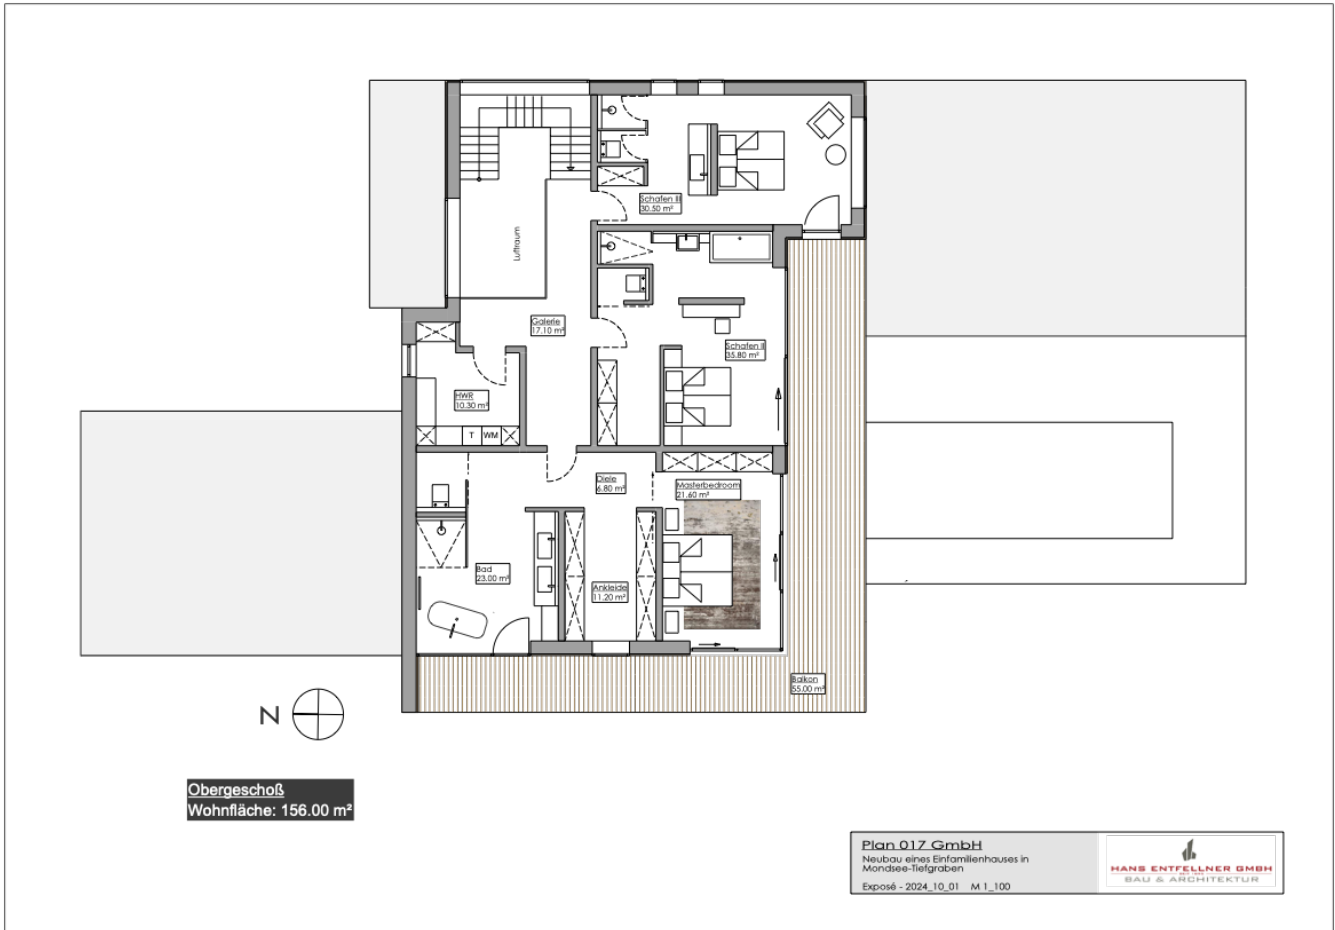 Schafen III
30.50 m²
Luftraum
Galerie
17.10 m²
Schafen II
35.80 m²
HWR
10.30 m²
T
WM
Diele
6.80 m²
Masterbedroom
21.60 m²
Bad
23.00 m²
Ankleide
11.20 m²
Balkon
55.00 m²
N
Obergeschoß
Wohnfläche: 156.00 m²
Plan 017 GmbH
Neubau eines Einfamilienhauses in
Mondsee-Tiefgraben
Exposé - 2024_10_01 M 1_100
HANS ENTFELLNER GMBH
BAU & ARCHITEKTUR